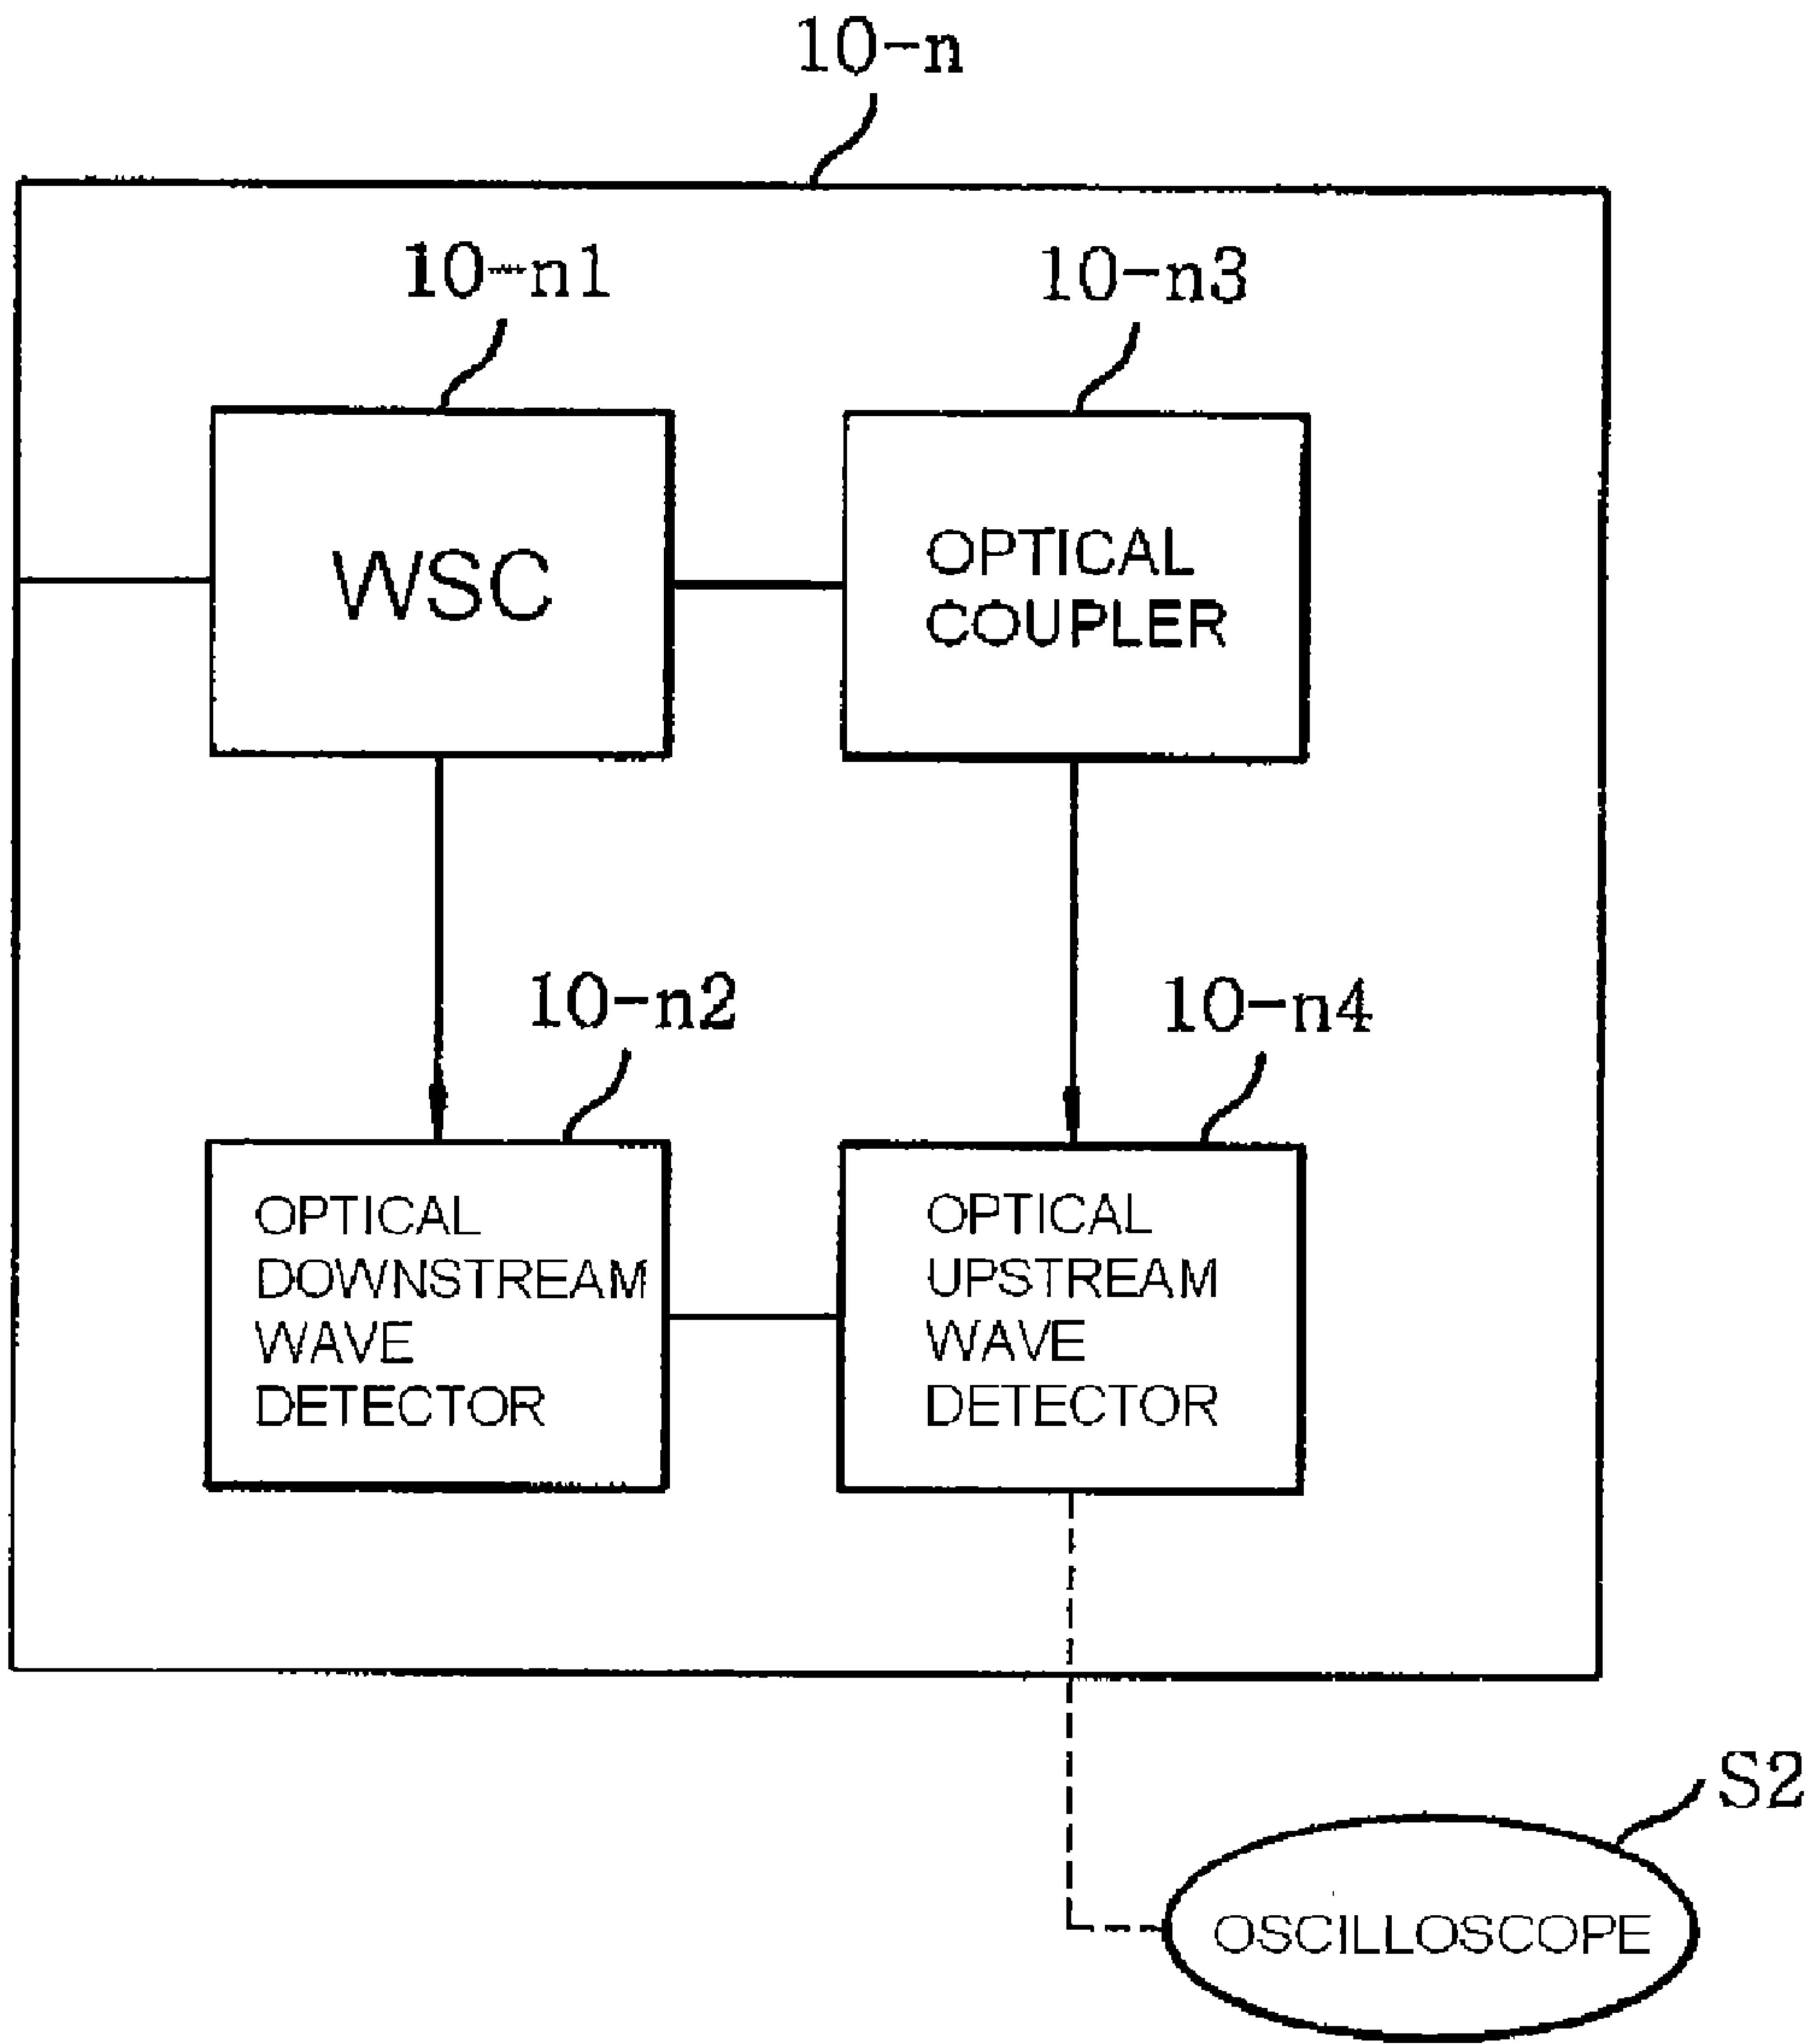 10-n
10-n1
10-n3
WSC
OPTICAL
COUPLER
10-n2
10-n4
OPTICAL
DOWNSTREAM
WAVE
DETECTOR
OPTICAL
UPSTREAM
WAVE
DETECTOR
S2
OSCILLOSCOPE